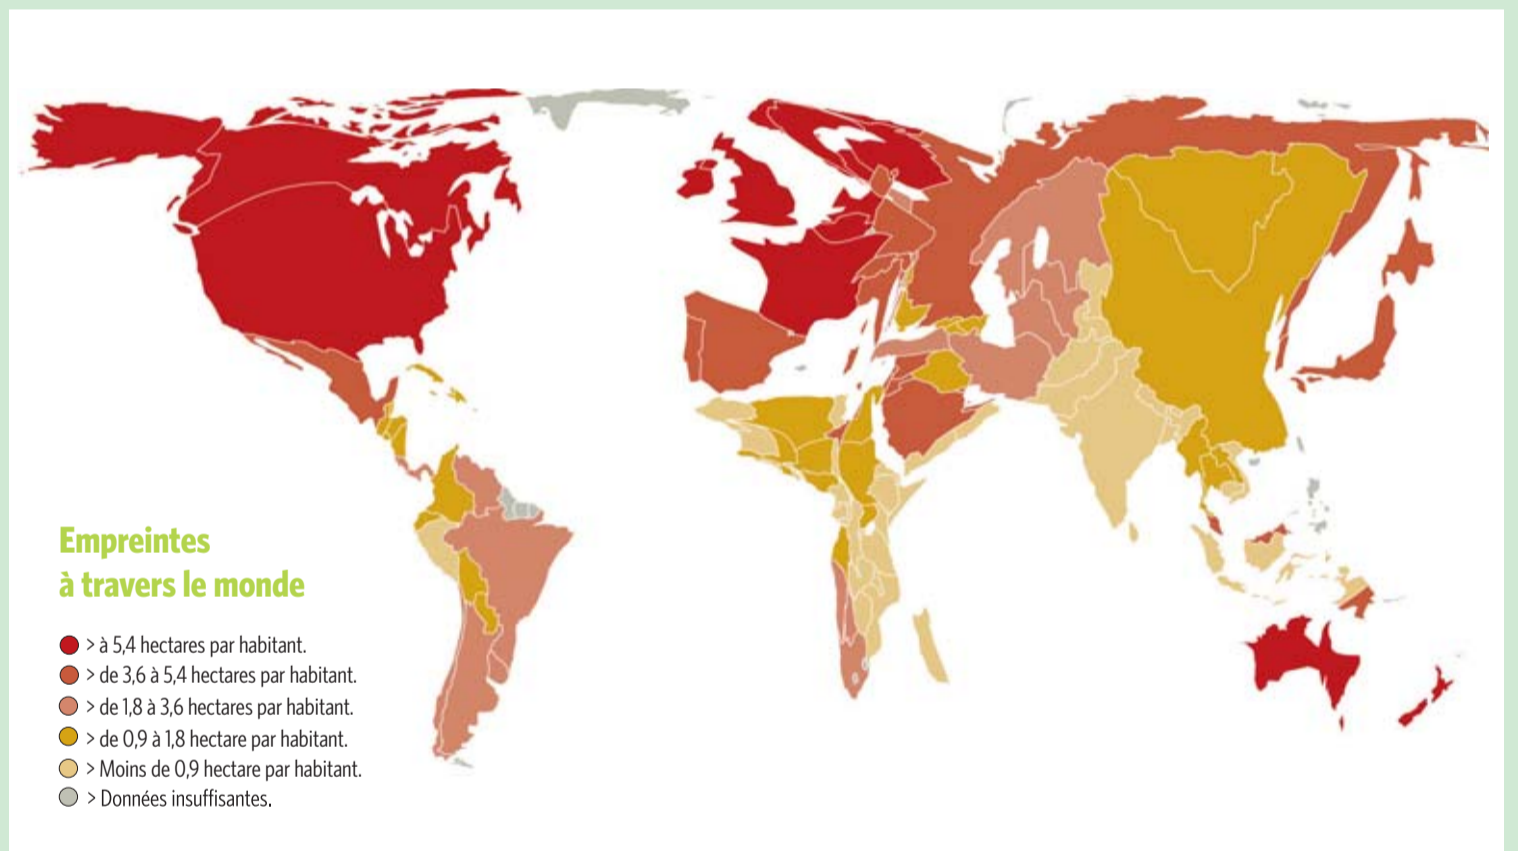 Empreintes
à travers le monde
> à 5,4 hectares par habitant.
> de 3,6 à 5,4 hectares par habitant.
> de 1,8 à 3,6 hectares par habitant.
> de 0,9 à 1,8 hectare par habitant.
> Moins de 0,9 hectare par habitant.
> Données insuffisantes.